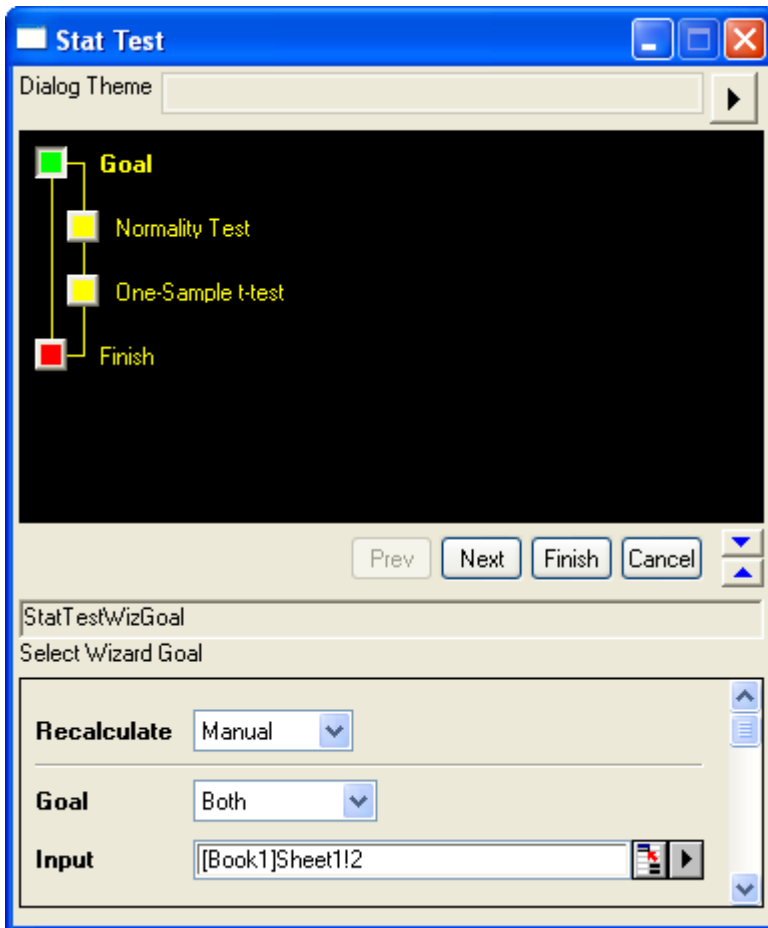 Stat Test
Dialog Theme
Goal
Normality Test
One-Sample t-test
Finish
Prev Next Finish Cancel
StatTestWizGoal
Select Wizard Goal
Recalculate Manual
Goal Both
Input [Book1]Sheet1!2